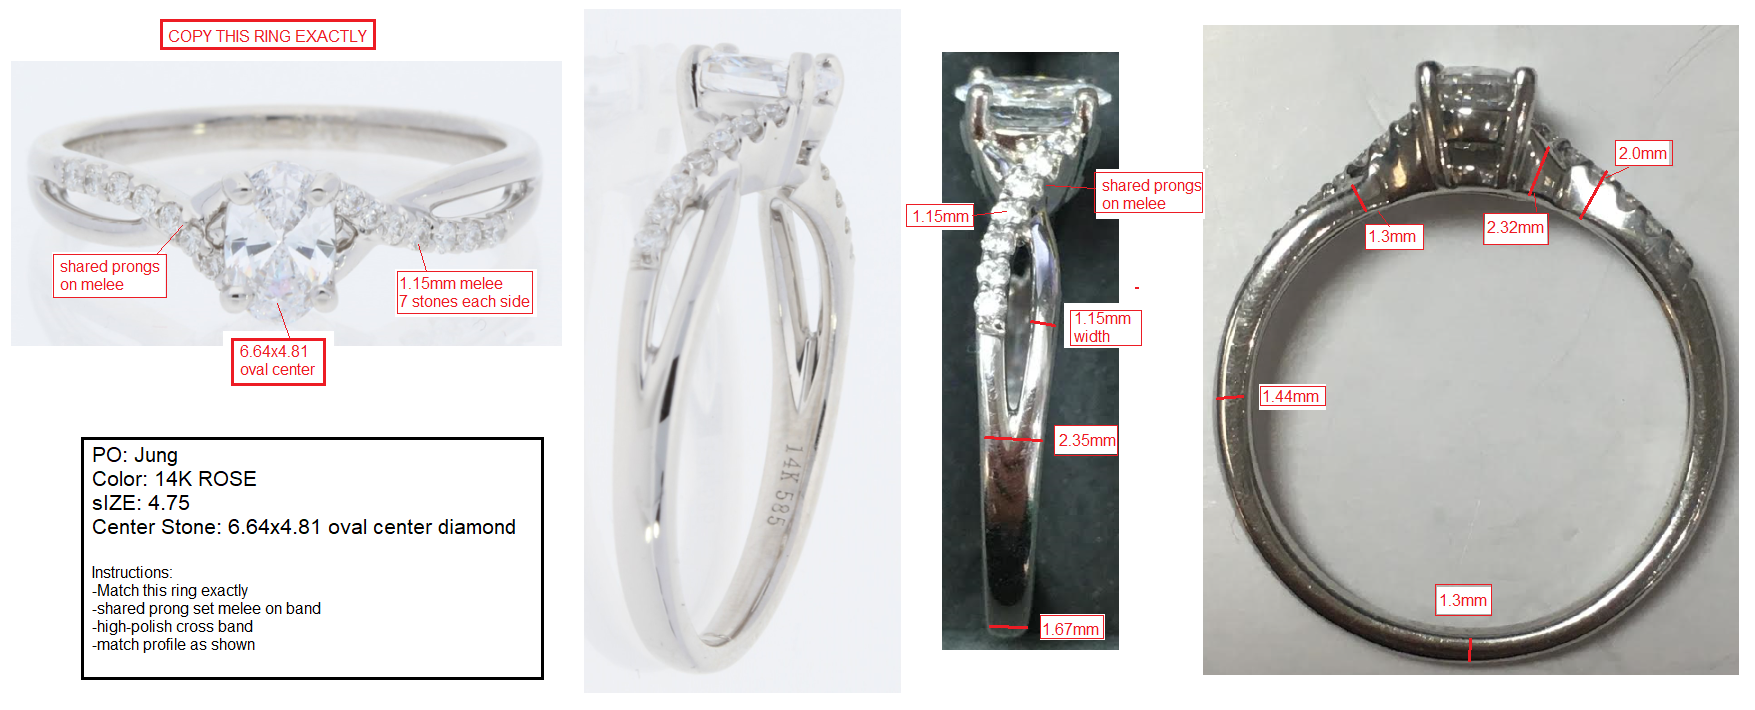 COPY THIS RING EXACTLY
shared prongs
on melee
1.15mm melee
7 stones each side
6.64x4.81
oval center
PO: Jung
Color: 14K ROSE
sIZE: 4.75
Center Stone: 6.64x4.81 oval center diamond
Instructions:
-Match this ring exactly
-shared prong set melee on band
-high-polish cross band
-match profile as shown
14K 585
shared prongs
on melee
1.15mm
1.15mm
width
2.35mm
1.67mm
2.0mm
1.3mm
2.32mm
1.44mm
1.3mm